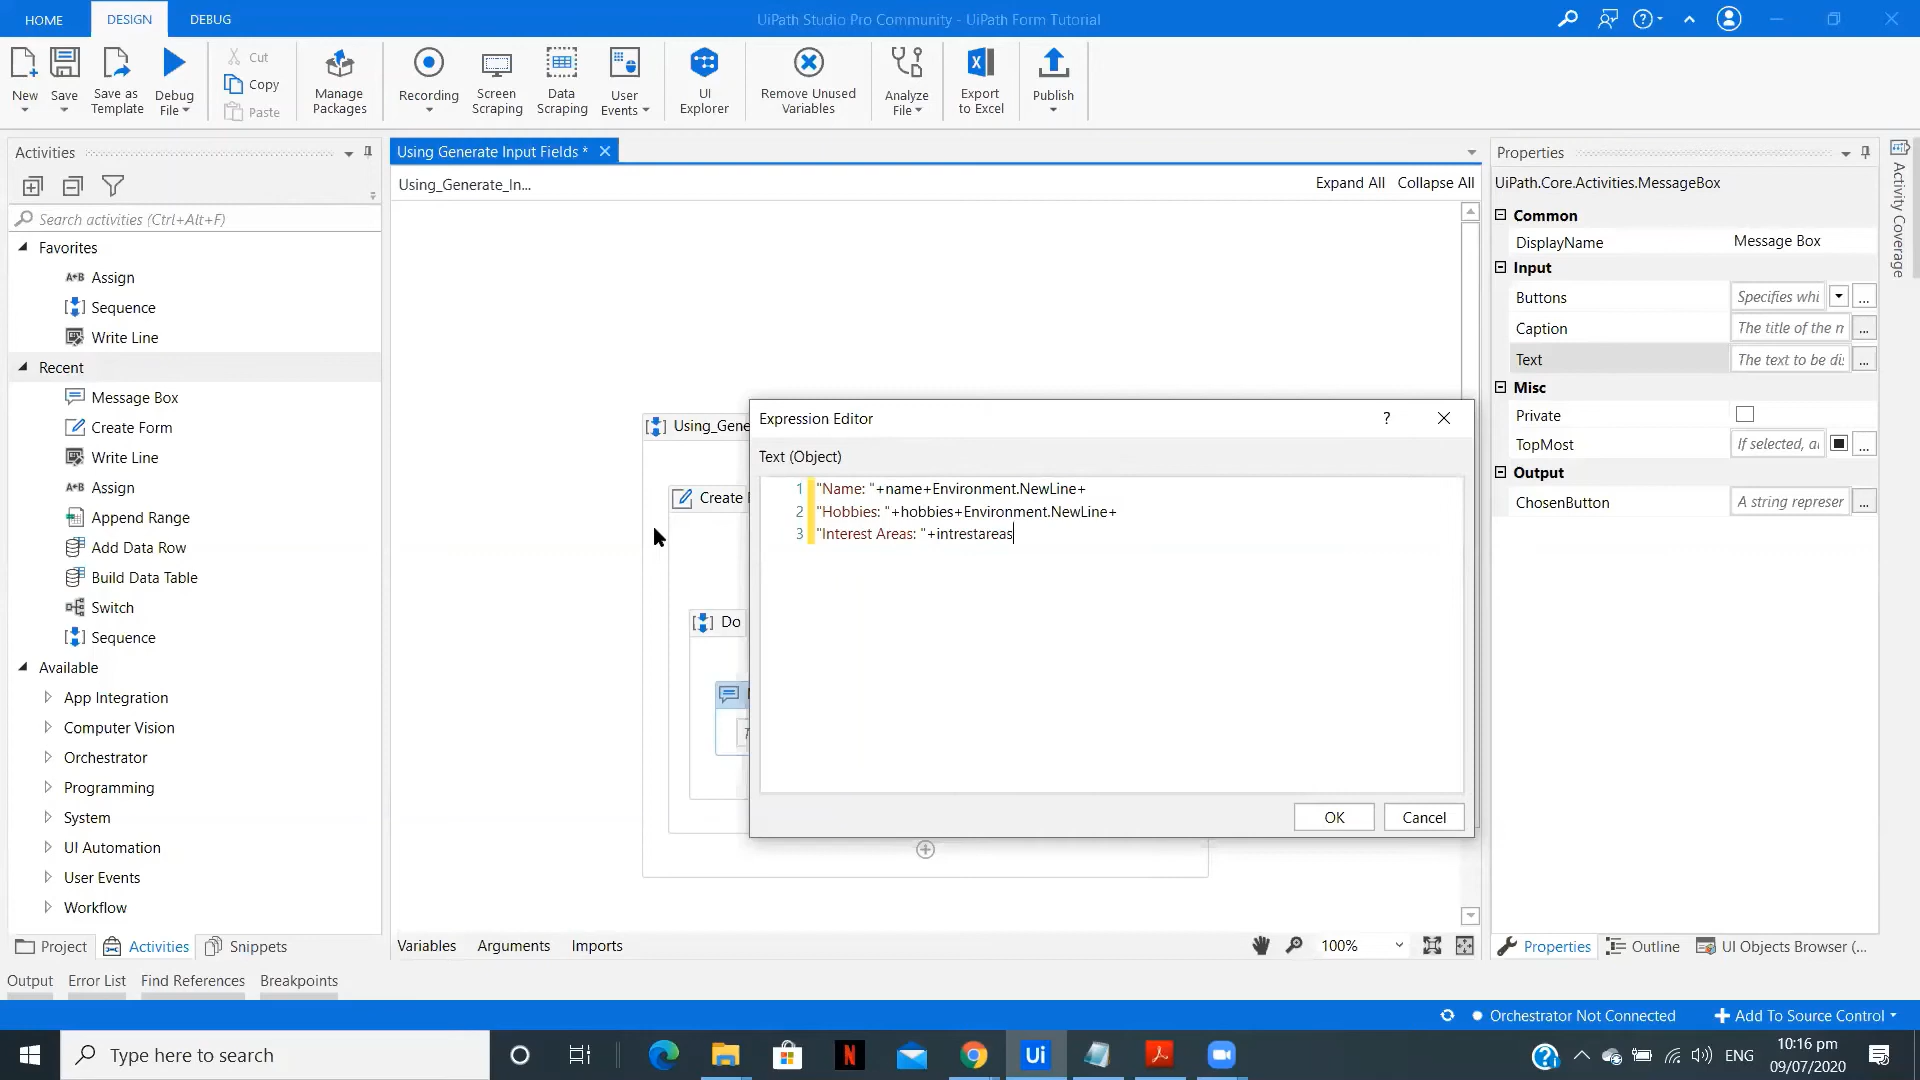 HOME
DESIGN
DEBUG
UiPath Studio Pro Community - UiPath Form Tutorial
New
Save
Save as Template
Debug File
Cut
Copy
Paste
Manage Packages
Recording
Screen Scraping
Data Scraping
User Events
UI Explorer
Remove Unused Variables
Analyze File
Export to Excel
Publish
Activities
Search activities (Ctrl+Alt+F)
Favorites
Assign
Sequence
Write Line
Recent
Message Box
Create Form
Write Line
Assign
Append Range
Add Data Row
Build Data Table
Switch
Sequence
Available
App Integration
Computer Vision
Orchestrator
Programming
System
UI Automation
User Events
Workflow
Project
Activities
Snippets
Using Generate Input Fields *
Using_Generate_In...
Expand All
Collapse All
Using_Gene
Create
Do
Expression Editor
?
Text (Object)
1 "Name: "+name+Environment.NewLine+
2 "Hobbies: "+hobbies+Environment.NewLine+
3 "Interest Areas: "+intrestareas
OK
Cancel
Variables
Arguments
Imports
100%
Properties
UiPath.Core.Activities.MessageBox
Common
DisplayName Message Box
Input
Buttons Specifies whi ...
Caption The title of the m ...
Text The text to be dis ...
Misc
Private
TopMost If selected, al ...
Output
ChosenButton A string represer ...
Properties
Outline
UI Objects Browser (...
Activity Coverage
Output
Error List
Find References
Breakpoints
Orchestrator Not Connected
Add To Source Control
Type here to search
Ui
ENG
10:16 pm
09/07/2020